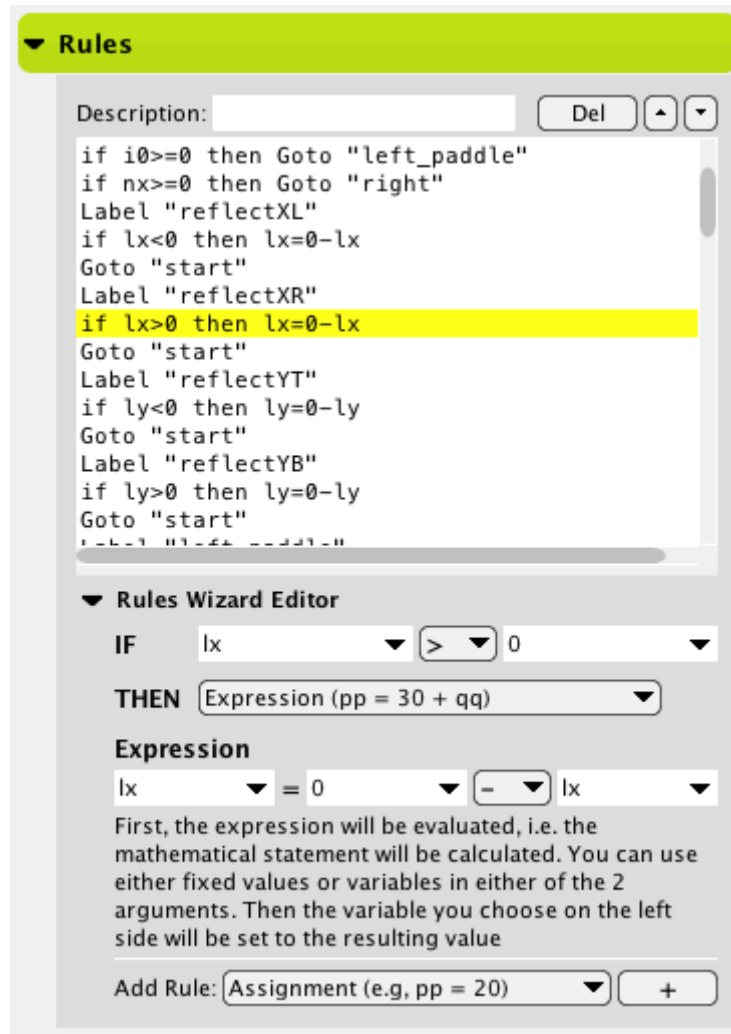 Rules
Description: Del
if i0>=0 then Goto "left_paddle"
if nx>=0 then Goto "right"
Label "reflectXL"
if lx<0 then lx=0-lx
Goto "start"
Label "reflectXR"
if lx>0 then lx=0-lx
Goto "start"
Label "reflectYT"
if ly<0 then ly=0-ly
Goto "start"
Label "reflectYB"
if ly>0 then ly=0-ly
Goto "start"
Label "left_paddle"
Rules Wizard Editor
IF lx > 0
THEN Expression (pp = 30 + qq)
Expression
lx = 0 - lx
First, the expression will be evaluated, i.e. the
mathematical statement will be calculated. You can use
either fixed values or variables in either of the 2
arguments. Then the variable you choose on the left
side will be set to the resulting value
Add Rule: Assignment (e.g, pp = 20) +